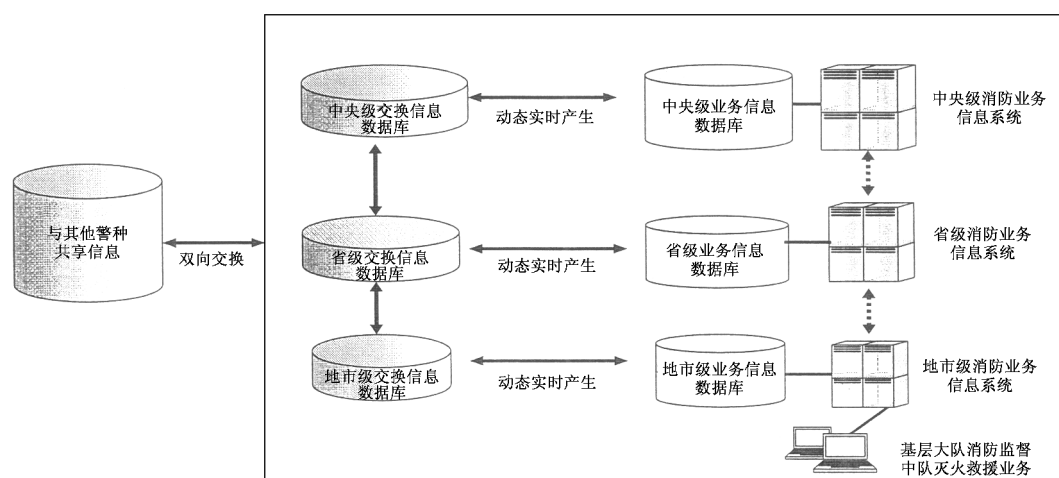 中央级交换信息
数据库
动态实时产生
中央级业务信息
数据库
中央级消防业务
信息系统
与其他警种
共享信息
双向交换
省级交换信息
数据库
动态实时产生
省级业务信息
数据库
省级消防业务
信息系统
地市级交换信息
数据库
动态实时产生
地市级业务信息
数据库
地市级消防业务
信息系统
基层大队消防监督
中队灭火救援业务